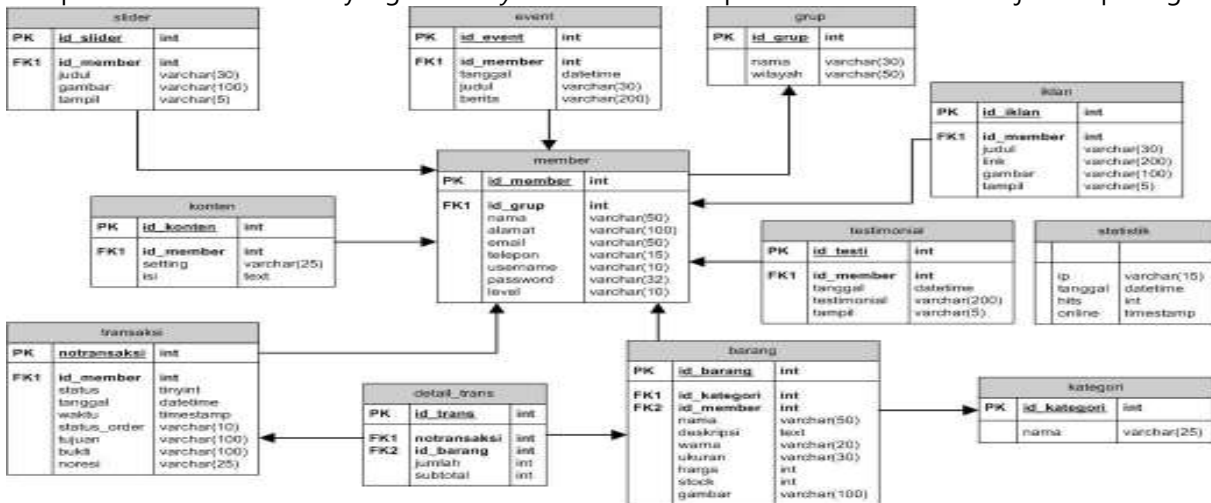 slider
PK id_slider int
FK1 id_member int
judul varchar(30)
gambar varchar(100)
tampil varchar(5)
event
PK id_event int
FK1 id_member int
tanggal datetime
judul varchar(30)
berita varchar(200)
grup
PK id_grup int
nama varchar(30)
wilayah varchar(50)
iklan
PK id_iklan int
FK1 id_member int
judul varchar(30)
link varchar(200)
gambar varchar(100)
tampil varchar(5)
member
PK id_member int
FK1 id_grup int
nama varchar(50)
alamat varchar(100)
email varchar(50)
telepon varchar(15)
username varchar(10)
password varchar(32)
level varchar(10)
konten
PK id_konten int
FK1 id_member int
setting varchar(25)
isi text
testimonial
PK id_testi int
FK1 id_member int
tanggal datetime
testimonial varchar(200)
tampil varchar(5)
statistik
ip varchar(15)
tanggal datetime
hits int
online timestamp
transaksi
PK notransaksi int
FK1 id_member int
status tinyint
tanggal datetime
waktu timestamp
status_order varchar(10)
tujuan varchar(100)
bukti varchar(100)
noresi varchar(25)
detail_trans
PK id_trans int
FK1 notransaksi int
FK2 id_barang int
jumlah int
subtotal int
barang
PK id_barang int
FK1 id_kategori int
FK2 id_member int
nama varchar(50)
deskripsi text
warna varchar(20)
ukuran varchar(30)
harga int
stock int
gambar varchar(100)
kategori
PK id_kategori int
nama varchar(25)